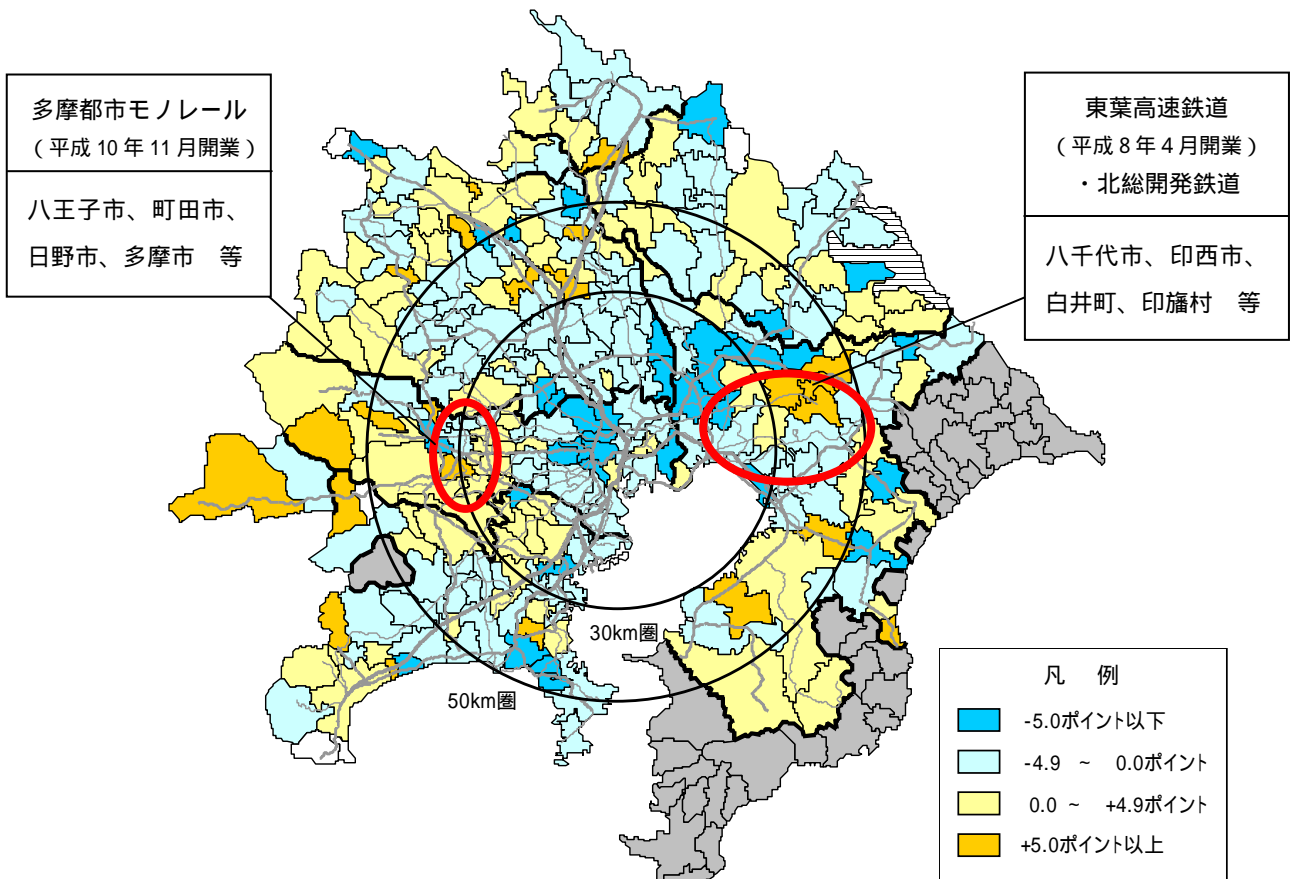 多摩都市モノレール
(平成10年11月開業)
八王子市、町田市、
日野市、多摩市 等
東葉高速鉄道
(平成8年4月開業)
・北総開発鉄道
八千代市、印西市、
白井町、印旛村 等
30km圏
50km圏
凡 例
-5.0ポイント以下
-4.9 ~ 0.0ポイント
0.0 ~ +4.9ポイント
+5.0ポイント以上